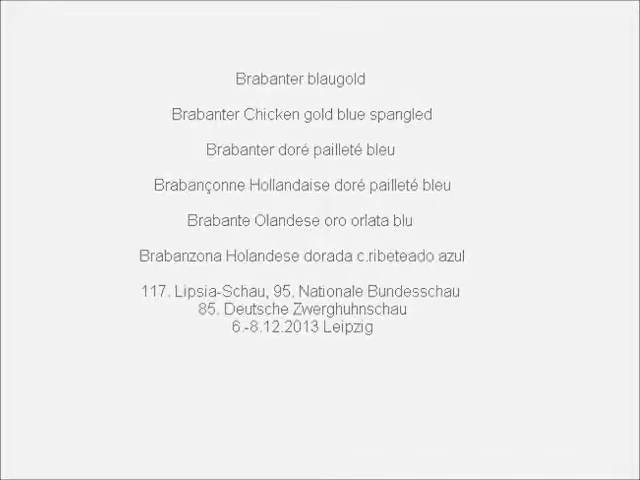 Brabanter blaugold
Brabanter Chicken gold blue spangled
Brabanter doré pailleté bleu
Brabançonne Hollandaise doré pailleté bleu
Brabante Olandese oro orlata blu
Brabanzona Holandese dorada c.ribeteado azul
117. Lipsia-Schau, 95. Nationale Bundesschau
85. Deutsche Zwerghuhnschau
6.-8.12.2013 Leipzig